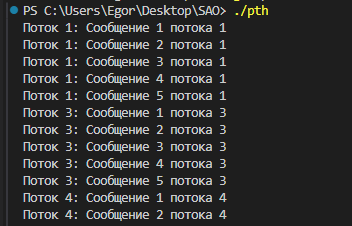 PS C:\Users\Egor\Desktop\SAO> ./pth
Поток 1: Сообщение 1 потока 1
Поток 1: Сообщение 2 потока 1
Поток 1: Сообщение 3 потока 1
Поток 1: Сообщение 4 потока 1
Поток 1: Сообщение 5 потока 1
Поток 3: Сообщение 1 потока 3
Поток 3: Сообщение 2 потока 3
Поток 3: Сообщение 3 потока 3
Поток 3: Сообщение 4 потока 3
Поток 3: Сообщение 5 потока 3
Поток 4: Сообщение 1 потока 4
Поток 4: Сообщение 2 потока 4